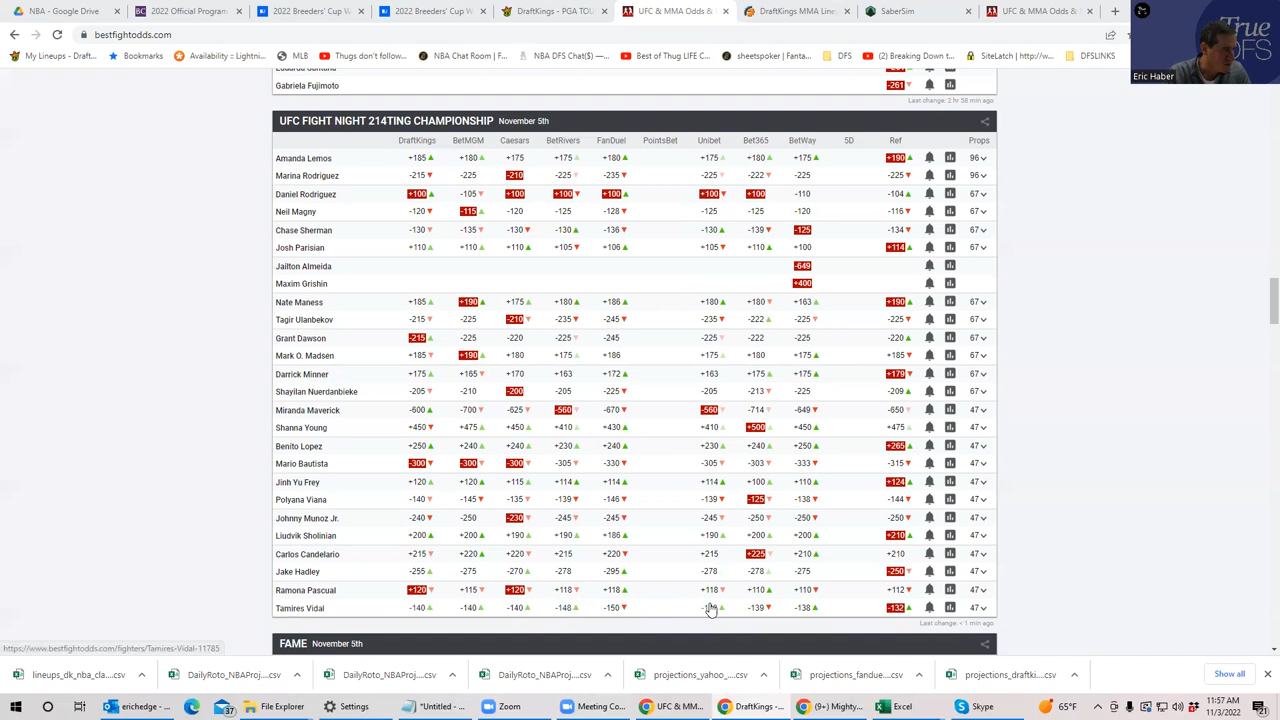 NBA - Google Drive
2022 Official Program
2022 Breeders' Cup W
2022 Breeders' Cup W
DraftKings - PGA TOU
UFC & MMA Odds &
DraftKings MMA Line
SaberSim
UFC & MMA Odds &
bestfightodds.com
My Lineups - Draft...
Bookmarks
Availability :: Lightni...
MLB
Thugs don't follow...
NBA Chat Room | F...
NBA DFS Chat($) |...
Best of Thug LIFE C...
sheetspoker | Fanta...
DFS
(2) Breaking Down t...
SiteLatch | http://w...
DFSLINKS
True DFS
Eric Haber
Gabriela Fujimoto -261
Last change: 2 hr 58 min ago
UFC FIGHT NIGHT 214TING CHAMPIONSHIP November 5th
DraftKings BetMGM Caesars BetRivers FanDuel PointsBet Unibet Bet365 BetWay 5D Ref Props
Amanda Lemos +185▲ +180▲ +175 +175▲ +180▲ +175▲ +180▲ +175▲ +190▲ 96
Marina Rodriguez -215▼ -225 -210 -225▼ -235▼ -225▼ -222▼ -225 -225▼ 96
Daniel Rodriguez +100▲ -105▼ +100 +100▼ +100▲ +100▼ +100 -110 -104▲ 67
Neil Magny -120▼ -115▲ -120 -125 -128▼ -125 -125 -120 -116▼ 67
Chase Sherman -130▼ -135▼ -130▼ -130▲ -136▼ -130▲ -139▼ -125 -134▼ 67
Josh Parisian +110▲ +110▲ +110▲ +105▼ +106▲ +105▼ +110▲ +100 +114▲ 67
Jailton Almeida -649
Maxim Grishin +400
Nate Maness +185▲ +190▲ +175▲ +180▲ +186▲ +180▲ +180▼ +163▲ +190▲ 67
Tagir Ulanbekov -215▼ -225 -210▼ -235▼ -245▼ -235▼ -222▲ -225▼ -225▼ 67
Grant Dawson -215▲ -225 -220 -225▼ -245 -225▼ -222 -225 -220▲ 67
Mark O. Madsen +185▼ +190▲ +180 +175▲ +186 +175▲ +180 +175▲ +185▼ 67
Darrick Minner +175▲ +165▼ +170 +163 +172▲ +163 +175▲ +175▲ +179▼ 67
Shayilan Nuerdanbieke -205▼ -210 -200 -205 -225▼ -205 -213▼ -225 -209▲ 67
Miranda Maverick -600▲ -700▼ -625▼ -560▼ -670▼ -560▼ -714▼ -649▼ -650▼ 47
Shanna Young +450▼ +475▲ +450▲ +410▲ +430▲ +410▲ +500▲ +450▲ +475▲ 47
Benito Lopez +250▲ +240▲ +240▲ +230▲ +240▲ +230▲ +240▲ +250▲ +265▲ 47
Mario Bautista -300▼ -300▼ -300▼ -305▼ -330▼ -305▼ -303▼ -333▼ -315▼ 47
Jinh Yu Frey +120▲ +120▲ +115▲ +114▲ +114▲ +114▲ +100▲ +110▲ +124▲ 47
Polyana Viana -140▼ -145▼ -135▼ -139▼ -146▼ -139▼ -125▼ -138▼ -144▼ 47
Johnny Munoz Jr. -240▼ -250 -230▼ -245▼ -245▼ -245▼ -250▼ -250▼ -250▼ 47
Liudvik Sholinian +200▲ +200▲ +190▲ +190▲ +186▲ +190▲ +200▲ +200▲ +210▲ 47
Carlos Candelario +215▼ +220▲ +220▼ +215 +220▼ +215 +225▼ +210▲ +210 47
Jake Hadley -255▲ -275 -270▲ -278 -295▲ -278 -278▲ -275 -250▼ 47
Ramona Pascual +120▼ +115▼ +120▼ +118▼ +118▲ +118▼ +110▲ +110▼ +112▼ 47
Tamires Vidal -140▲ -140▲ -140▲ -148▲ -150▼ -139▼ -138▲ -132▲ 47
Last change: < 1 min ago
FAME November 5th
https://www.bestfightodds.com/fighters/Tamires-Vidal-11785
lineups_dk_nba_cla....csv
DailyRoto_NBAProj....csv
DailyRoto_NBAProj....csv
DailyRoto_NBAProj....csv
projections_yahoo_....csv
projections_fandue....csv
projections_draftki....csv
Show all
erichedge
37
File Explorer
Settings
"Untitled - ...
Zoom
Meeting Co...
UFC & MM...
DraftKings -...
(9+) Mighty...
Excel
Skype
65°F
11:57 AM
11/3/2022
21